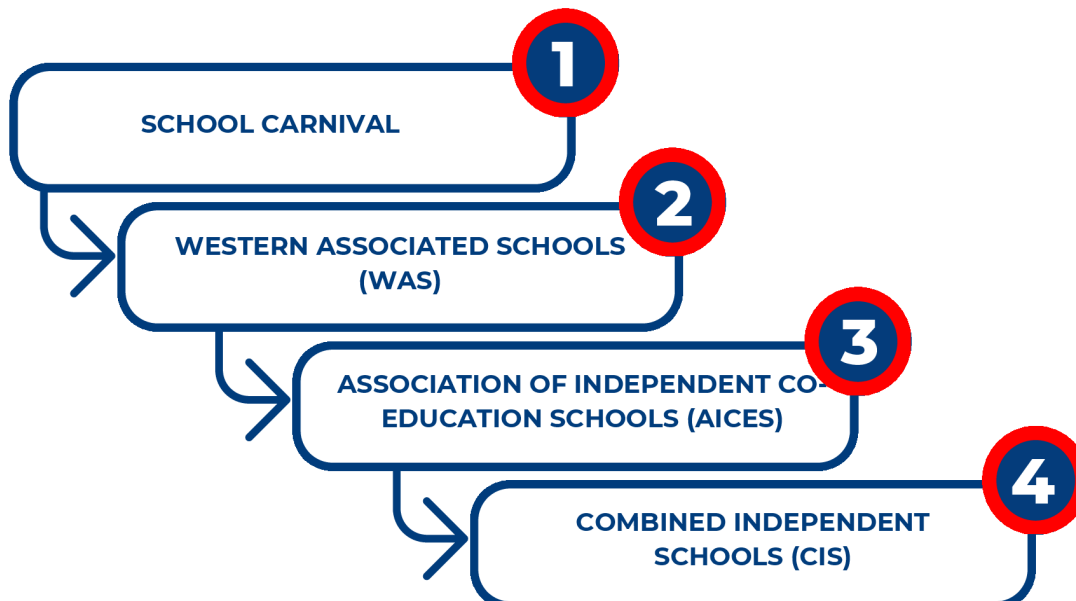 1
SCHOOL CARNIVAL
2
WESTERN ASSOCIATED SCHOOLS
(WAS)
3
ASSOCIATION OF INDEPENDENT CO-
EDUCATION SCHOOLS (AICES)
4
COMBINED INDEPENDENT
SCHOOLS (CIS)